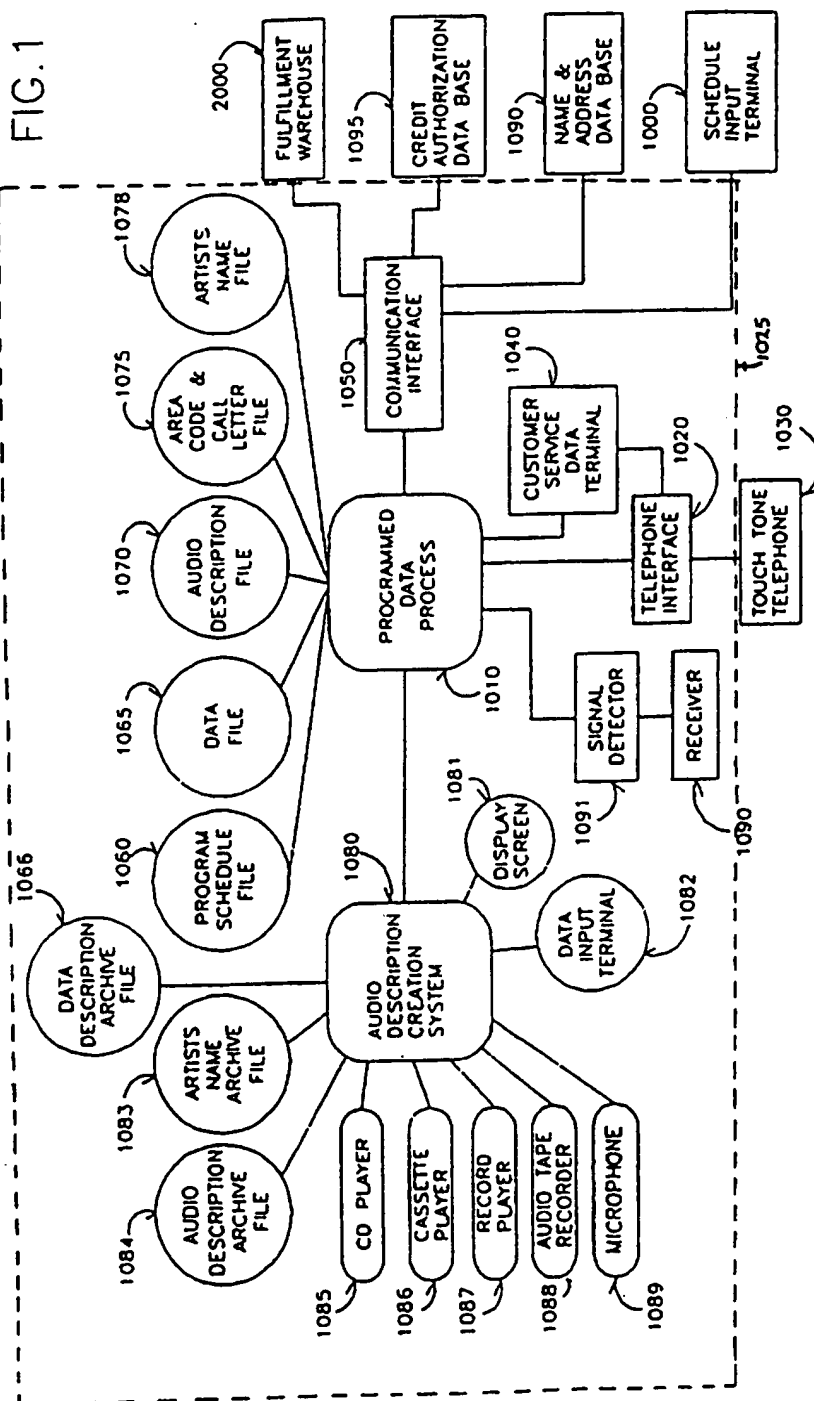 FIG.1
1066
DATA
DESCRIPTION
ARCHIVE
FILE
1083
ARTISTS
NAME
ARCHIVE
FILE
1084
AUDIO
DESCRIPTION
ARCHIVE
FILE
1060
PROGRAM
SCHEDULE
FILE
1065
DATA
FILE
1070
AUDIO
DESCRIPTION
FILE
1075
AREA
CODE &
CALL
LETTER
FILE
1078
ARTISTS
NAME
FILE
2000
FULFILLMENT
WAREHOUSE
1095
CREDIT
AUTHORIZATION
DATA BASE
1090
NAME &
ADDRESS
DATA BASE
1000
SCHEDULE
INPUT
TERMINAL
1080
AUDIO
DESCRIPTION
CREATION
SYSTEM
PROGRAMMED
DATA
PROCESS
1010
1050
COMMUNICATION
INTERFACE
1085
CD PLAYER
1086
CASSETTE
PLAYER
1087
RECORD
PLAYER
1088
AUDIO TAPE
RECORDER
1089
MICROPHONE
1081
DISPLAY
SCREEN
1082
DATA
INPUT
TERMINAL
1091
SIGNAL
DETECTOR
1090
RECEIVER
1040
CUSTOMER
SERVICE
DATA
TERMINAL
1020
TELEPHONE
INTERFACE
1025
1030
TOUCH TONE
TELEPHONE